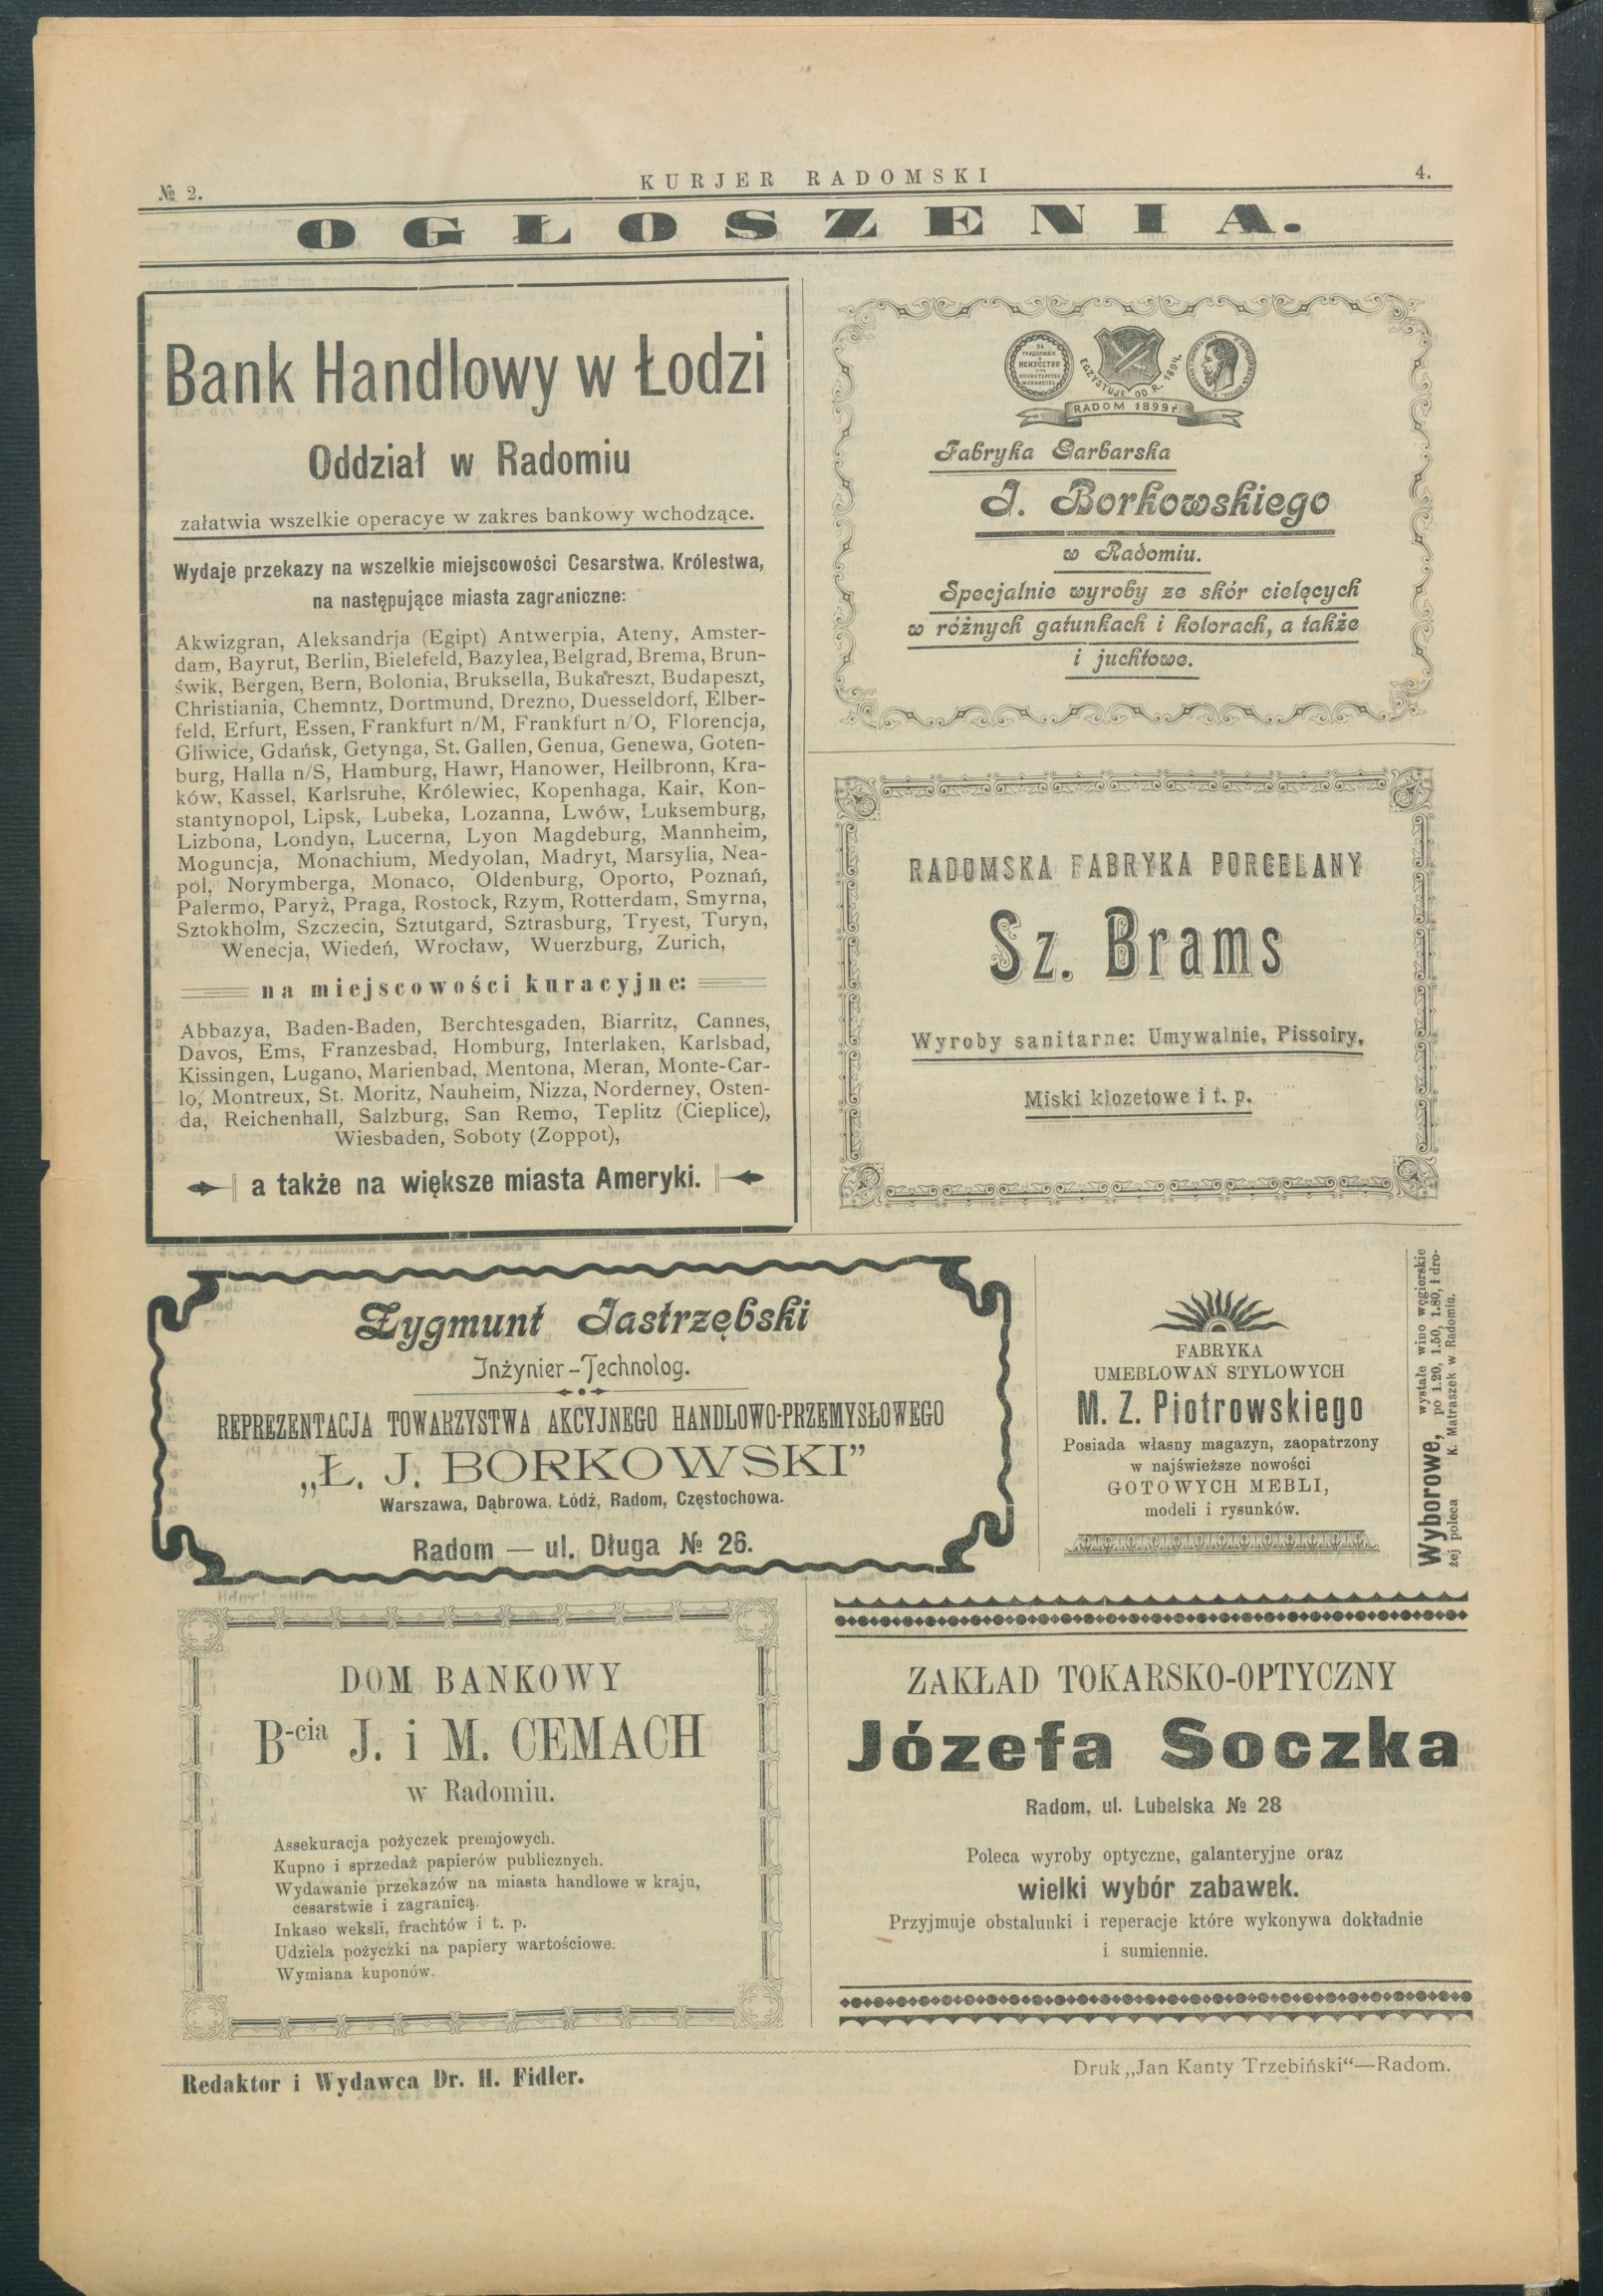 № 2.
KURJER RADOMSKI
4.
OGŁOSZENIA.
Bank Handlowy w Łodzi
Oddział w Radomiu
załatwia wszelkie operacye w zakres bankowy wchodzące.
Wydaje przekazy na wszelkie miejscowości Cesarstwa, Królestwa,
na następujące miasta zagraniczne:
Akwizgran, Aleksandrja (Egipt) Antwerpia, Ateny, Amster-
dam, Bayrut, Berlin, Bielefeld, Bazylea, Belgrad, Brema, Brun-
świk, Bergen, Bern, Bolonia, Bruksella, Bukareszt, Budapeszt,
Christiania, Chemntz, Dortmund, Drezno, Duesseldorf, Elber-
feld, Erfurt, Essen, Frankfurt n/M, Frankfurt n/O, Florencja,
Gliwice, Gdańsk, Getynga, St. Gallen, Genua, Genewa, Goten-
burg, Halla n/S, Hamburg, Hawr, Hanower, Heilbronn, Kra-
ków, Kassel, Karlsruhe, Królewiec, Kopenhaga, Kair, Kon-
stantynopol, Lipsk, Lubeka, Lozanna, Lwów, Luksemburg,
Lizbona, Londyn, Lucerna, Lyon Magdeburg, Mannheim,
Moguncja, Monachium, Medyolan, Madryt, Marsylia, Nea-
pol, Norymberga, Monaco, Oldenburg, Oporto, Poznań,
Palermo, Paryż, Praga, Rostock, Rzym, Rotterdam, Smyrna,
Sztokholm, Szczecin, Sztutgard, Sztrasburg, Tryest, Turyn,
Wenecja, Wiedeń, Wrocław, Wuerzburg, Zurich,
na miejscowości kuracyjne:
Abbazya, Baden-Baden, Berchtesgaden, Biarritz, Cannes,
Davos, Ems, Franzesbad, Homburg, Interlaken, Karlsbad,
Kissingen, Lugano, Marienbad, Mentona, Meran, Monte-Car-
lo, Montreux, St. Moritz, Nauheim, Nizza, Norderney, Osten-
da, Reichenhall, Salzburg, San Remo, Teplitz (Cieplice),
Wiesbaden, Soboty (Zoppot),
a także na większe miasta Ameryki.
ЗА
ТРУДОЛЮБІЕ
И
ИСКУССТВО
ОТЪ
МИНИСТЕРСТВА
ФИНАНСОВЪ
EGZYSTUJE OD R. 1894.
RADOM 1899 r.
Fabryka Garbarska
J. Borkowskiego
w Radomiu.
Specjalnie wyroby ze skór cielęcych
w różnych gatunkach i kolorach, a także
i juchtowe.
RADOMSKA FABRYKA PORCELANY
Sz. Brams
Wyroby sanitarne: Umywalnie, Pissoiry,
Miski klozetowe i t. p.
Zygmunt Jastrzębski
Inżynier-Technolog.
REPREZENTACJA TOWARZYSTWA AKCYJNEGO HANDLOWO-PRZEMYSŁOWEGO
„Ł. J. BORKOWSKI”
Warszawa, Dąbrowa, Łódź, Radom, Częstochowa.
Radom — ul. Długa № 26.
FABRYKA
UMEBLOWAŃ STYLOWYCH
M. Z. Piotrowskiego
Posiada własny magazyn, zaopatrzony
w najświeższe nowości
GOTOWYCH MEBLI,
modeli i rysunków.
Wyborowe, wystałe wino węgierskie
po 1.20, 1.50, 1.80, i dro-
żej poleca K. Matraszek w Radomiu.
DOM BANKOWY
B-cia J. i M. CEMACH
w Radomiu.
Assekuracja pożyczek premjowych.
Kupno i sprzedaż papierów publicznych.
Wydawanie przekazów na miasta handlowe w kraju,
cesarstwie i zagranicą.
Inkaso weksli, frachtów i t. p.
Udziela pożyczki na papiery wartościowe.
Wymiana kuponów.
ZAKŁAD TOKARSKO-OPTYCZNY
Józefa Soczka
Radom, ul. Lubelska № 28
Poleca wyroby optyczne, galanteryjne oraz
wielki wybór zabawek.
Przyjmuje obstalunki i reperacje które wykonywa dokładnie
i sumiennie.
Redaktor i Wydawca Dr. H. Fidler.
Druk „Jan Kanty Trzebiński“—Radom.